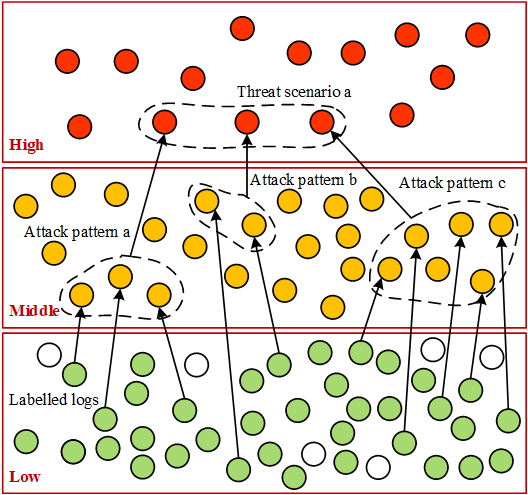 Threat scenario a
High
Attack pattern b
Attack pattern c
Attack pattern a
Middle
Labelled logs
Low